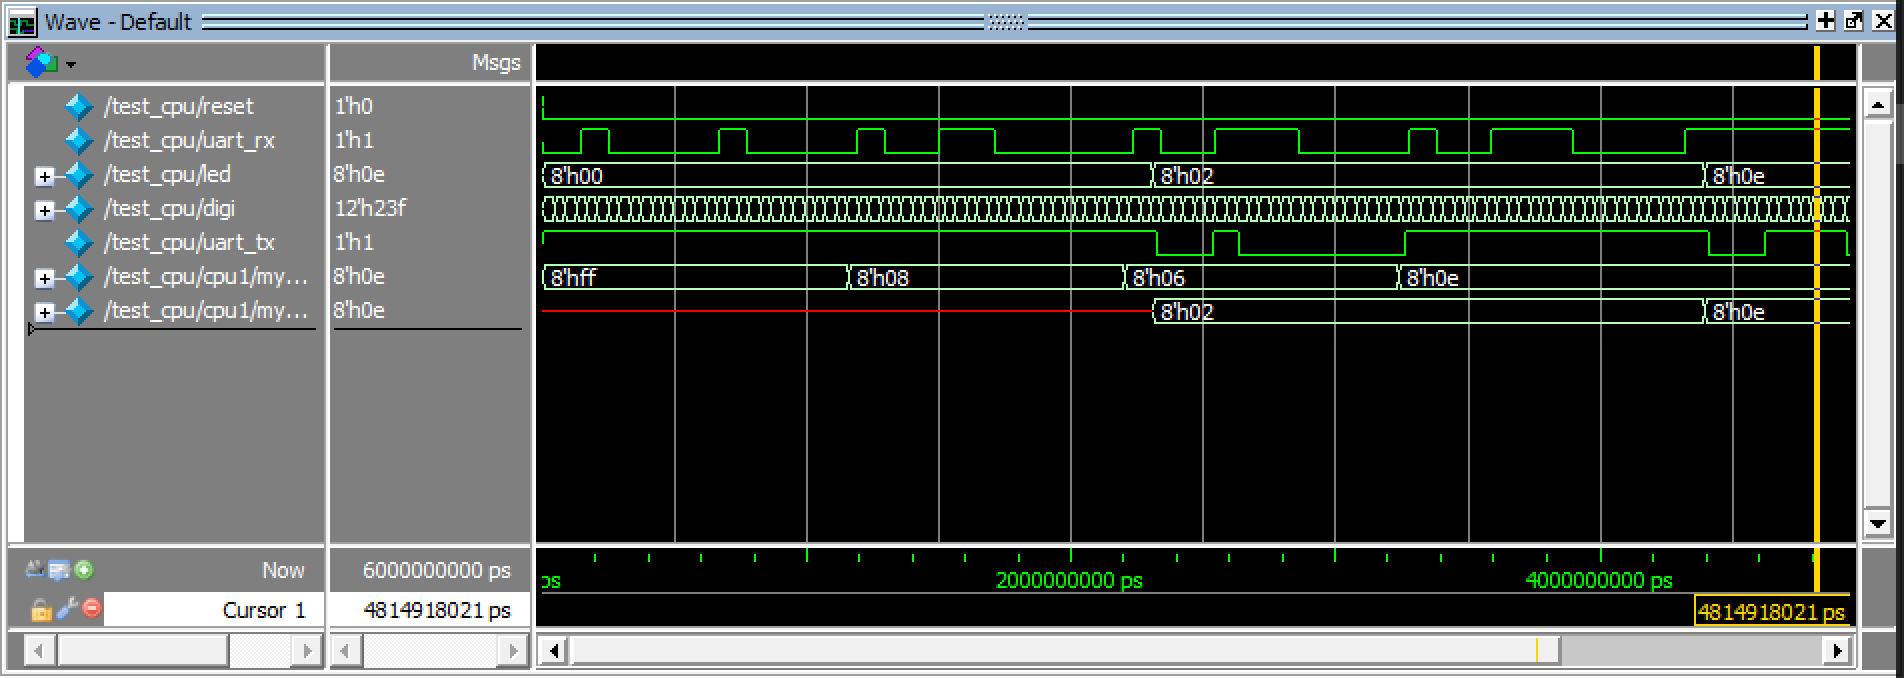 Wave - Default
Msgs
/test_cpu/reset 1'h0
/test_cpu/uart_rx 1'h1
/test_cpu/led 8'h0e 8'h00 8'h02 8'h0e
/test_cpu/digi 12'h23f
/test_cpu/uart_tx 1'h1
/test_cpu/cpu1/my... 8'h0e 8'hff 8'h08 8'h06 8'h0e
/test_cpu/cpu1/my... 8'h0e 8'h02 8'h0e
Now 6000000000 ps ps 2000000000 ps 4000000000 ps
Cursor 1 4814918021 ps 4814918021 ps